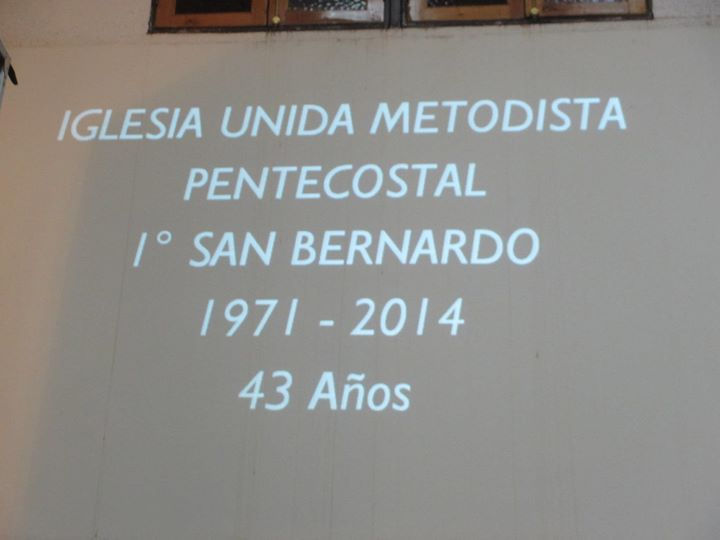 IGLESIA UNIDA METODISTA
PENTECOSTAL
1° SAN BERNARDO
1971 - 2014
43 Años